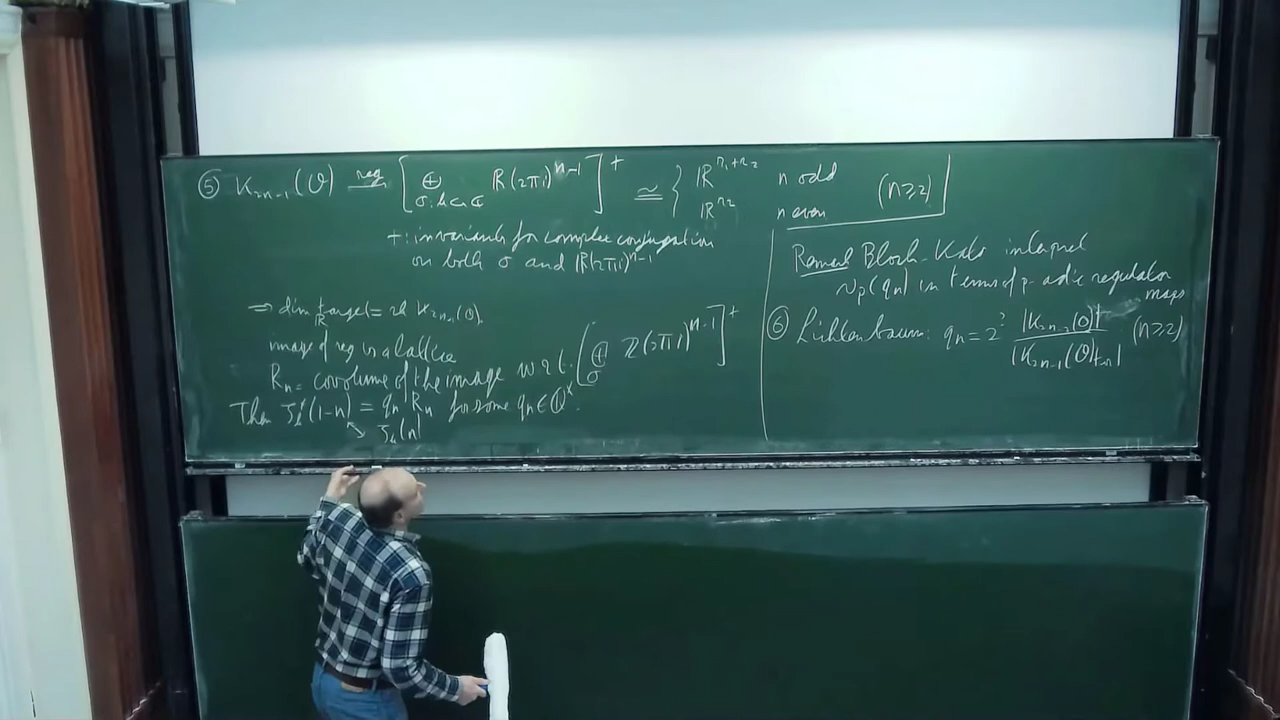 ⑤ K_{2n-1}(O) →^{reg} [ ⊕_{σ:k↪ℂ} ℝ(2πi)^{n-1} ]^+ ≅ { ℝ^{r_1+r_2} n odd / ℝ^{r_2} n even (n≥2)
+: invariants for complex conjugation
on both σ and ℝ(2πi)^{n-1}
⇒ dim_ℝ target = rk K_{2n-1}(O).
image of reg is a lattice
R_n = covolume of the image w.r.t. [ ⊕_σ ℤ(2πi)^{n-1} ]^+
Then ζ_k^*(1-n) = q_n R_n for some q_n ∈ ℚ^×.
ζ_k(n)
Remark Bloch-Kato interpret
v_p(q_n) in terms of p-adic regulator
maps
⑥ Lichtenbaum: q_n = 2^? |K_{2n-2}(O)| / |K_{2n-1}(O)_{tor}| (n≥2)